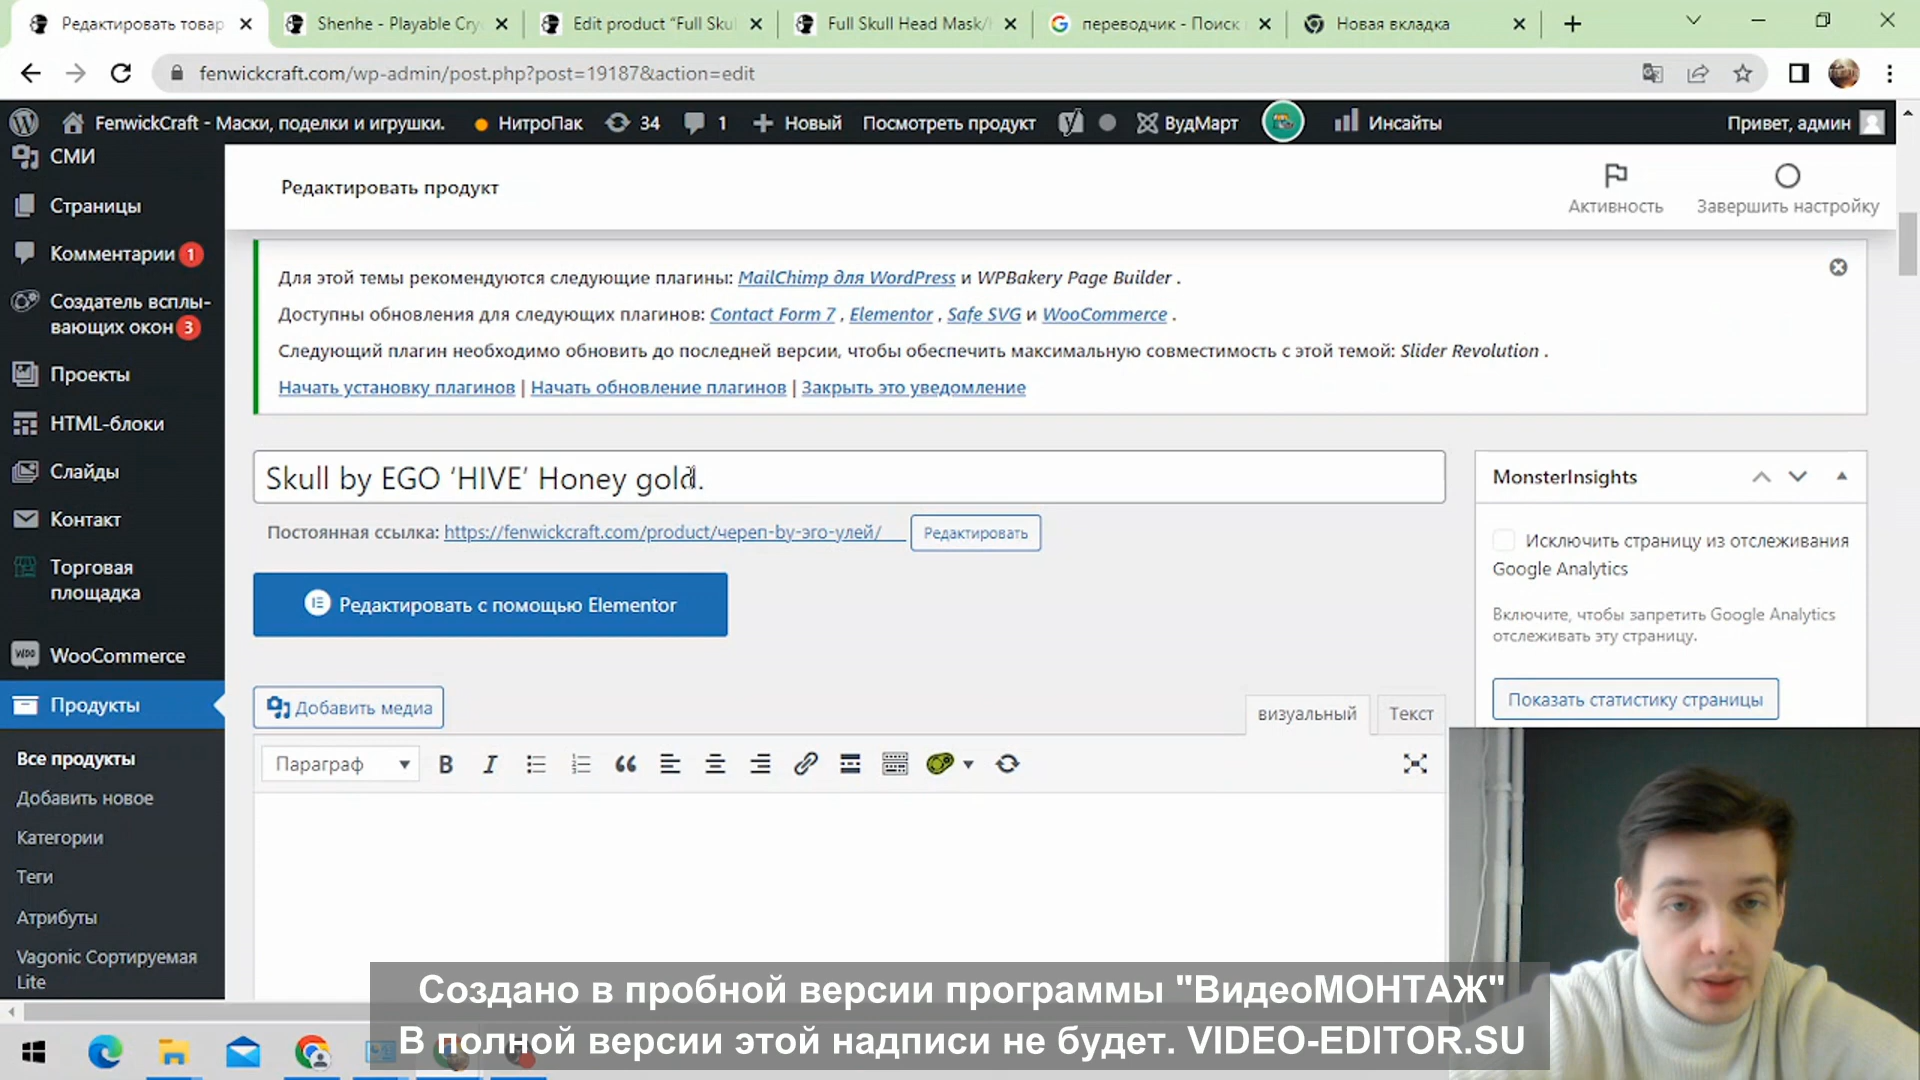 Редактировать товар
Shenhe - Playable Cry
Edit product “Full Sku
Full Skull Head Mask/
переводчик - Поиск
Новая вкладка
fenwickcraft.com/wp-admin/post.php?post=19187&action=edit
FenwickCraft - Маски, поделки и игрушки.
НитроПак
34
1
Новый
Посмотреть продукт
ВудМарт
Инсайты
Привет, админ
СМИ
Страницы
Комментарии 1
Создатель всплы-
вающих окон 3
Проекты
HTML-блоки
Слайды
Контакт
Торговая
площадка
WooCommerce
Продукты
Все продукты
Добавить новое
Категории
Теги
Атрибуты
Vagonic Сортируемая
Lite
Редактировать продукт
Активность
Завершить настройку
Для этой темы рекомендуются следующие плагины: MailChimp для WordPress и WPBakery Page Builder .
Доступны обновления для следующих плагинов: Contact Form 7 , Elementor , Safe SVG и WooCommerce .
Следующий плагин необходимо обновить до последней версии, чтобы обеспечить максимальную совместимость с этой темой: Slider Revolution .
Начать установку плагинов | Начать обновление плагинов | Закрыть это уведомление
Skull by EGO ‘HIVE’ Honey gold.
Постоянная ссылка: https://fenwickcraft.com/product/череп-by-эго-улей/
Редактировать
Редактировать с помощью Elementor
Добавить медиа
визуальный
Текст
Параграф
MonsterInsights
Исключить страницу из отслеживания
Google Analytics
Включите, чтобы запретить Google Analytics
отслеживать эту страницу.
Показать статистику страницы
Создано в пробной версии программы "ВидеоМОНТАЖ"
В полной версии этой надписи не будет. VIDEO-EDITOR.SU